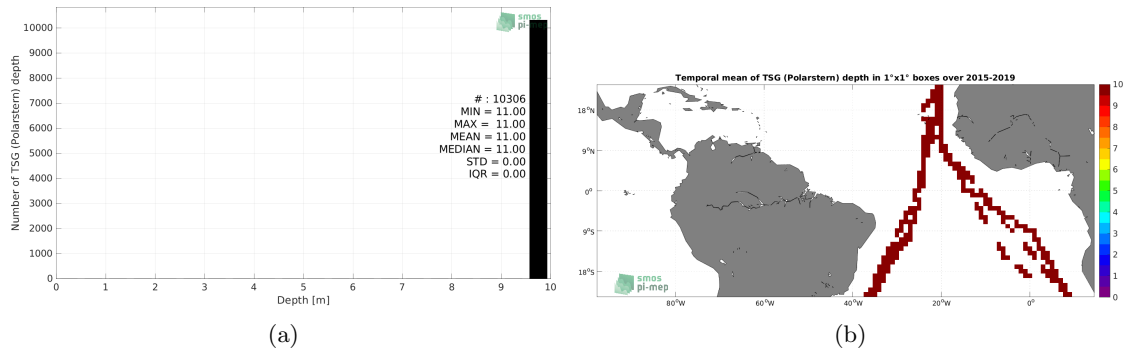 smos
pi-mep
10000
9000
8000
7000
6000
5000
4000
3000
2000
1000
0
Number of TSG (Polarstern) depth
# : 10306
MIN = 11.00
MAX = 11.00
MEAN = 11.00
MEDIAN = 11.00
STD = 0.00
IQR = 0.00
0 1 2 3 4 5 6 7 8 9 10
Depth [m]
(a)
Temporal mean of TSG (Polarstern) depth in 1°x1° boxes over 2015-2019
18°N
9°N
0°
9°S
18°S
smos
pi-mep
80°W 60°W 40°W 20°W 0°
10
9
8
7
6
5
4
3
2
1
0
(b)